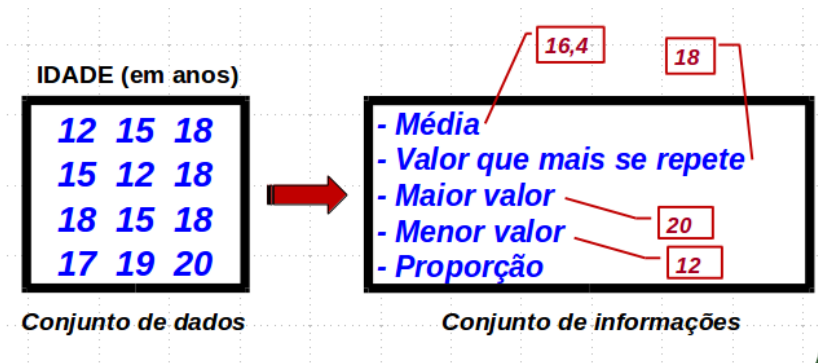 16,4
18
IDADE (em anos)
12 15 18
15 12 18
18 15 18
17 19 20
- Média
- Valor que mais se repete
- Maior valor
20
- Menor valor
12
- Proporção
Conjunto de dados
Conjunto de informações